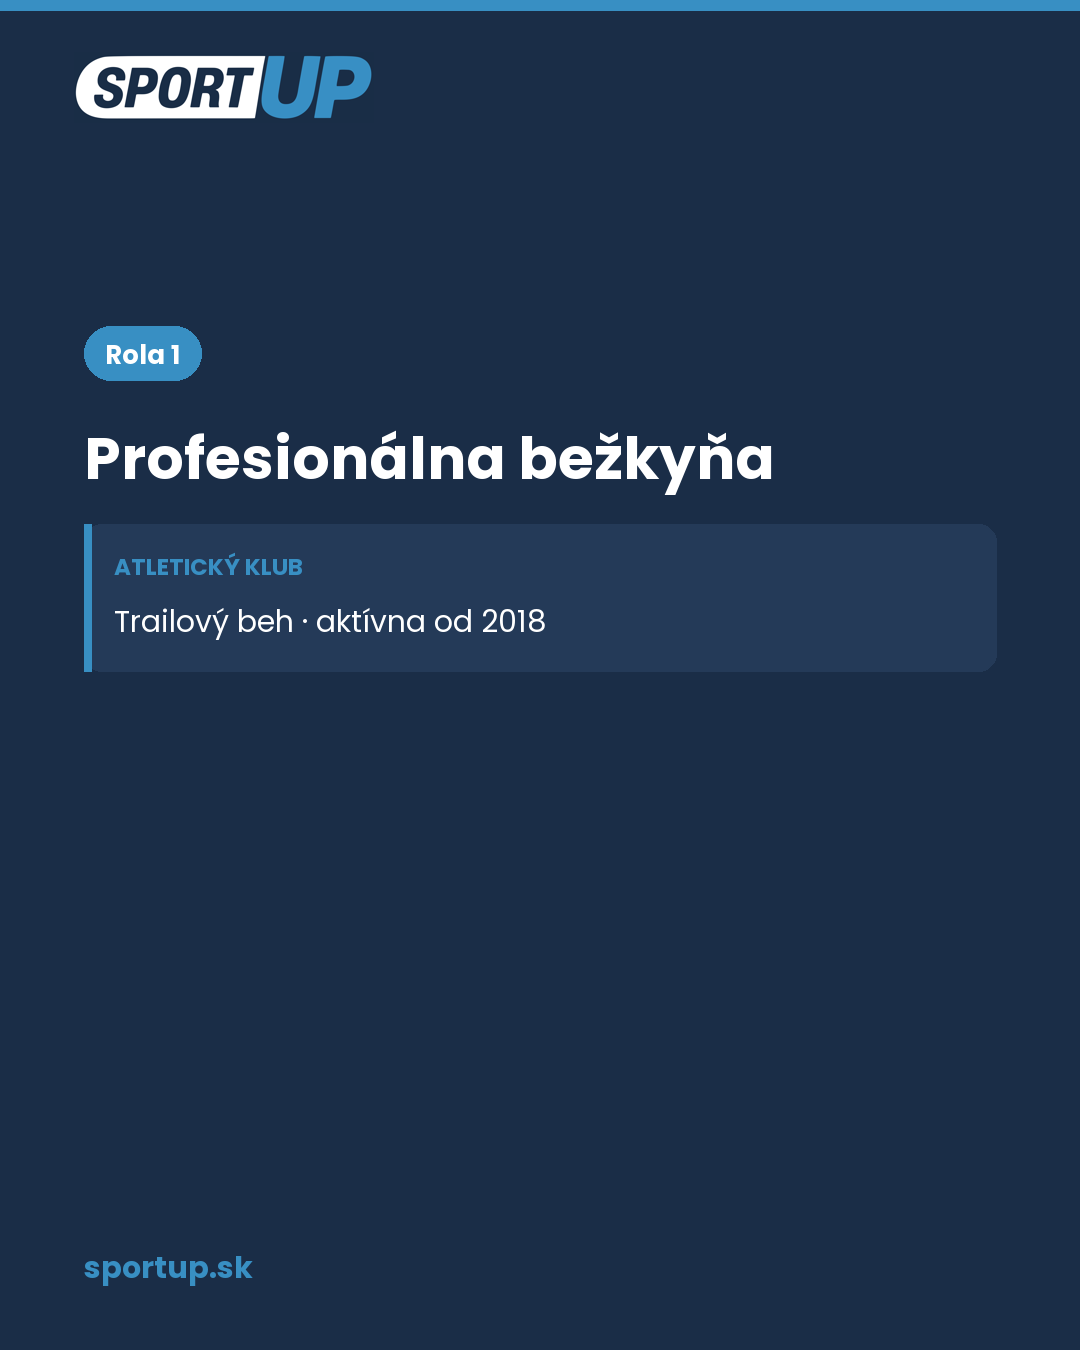 SPORTUP
Rola 1
Profesionálna bežkyňa
ATLETICKÝ KLUB
Trailový beh · aktívna od 2018
sportup.sk